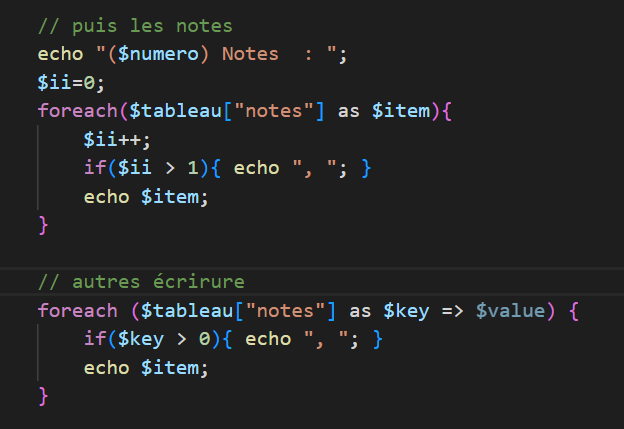 // puis les notes
echo "($numero) Notes  : ";
$ii=0;
foreach($tableau["notes"] as $item){
    $ii++;
    if($ii > 1){ echo ", "; }
    echo $item;
}

// autres écrirure
foreach ($tableau["notes"] as $key => $value) {
    if($key > 0){ echo ", "; }
    echo $item;
}